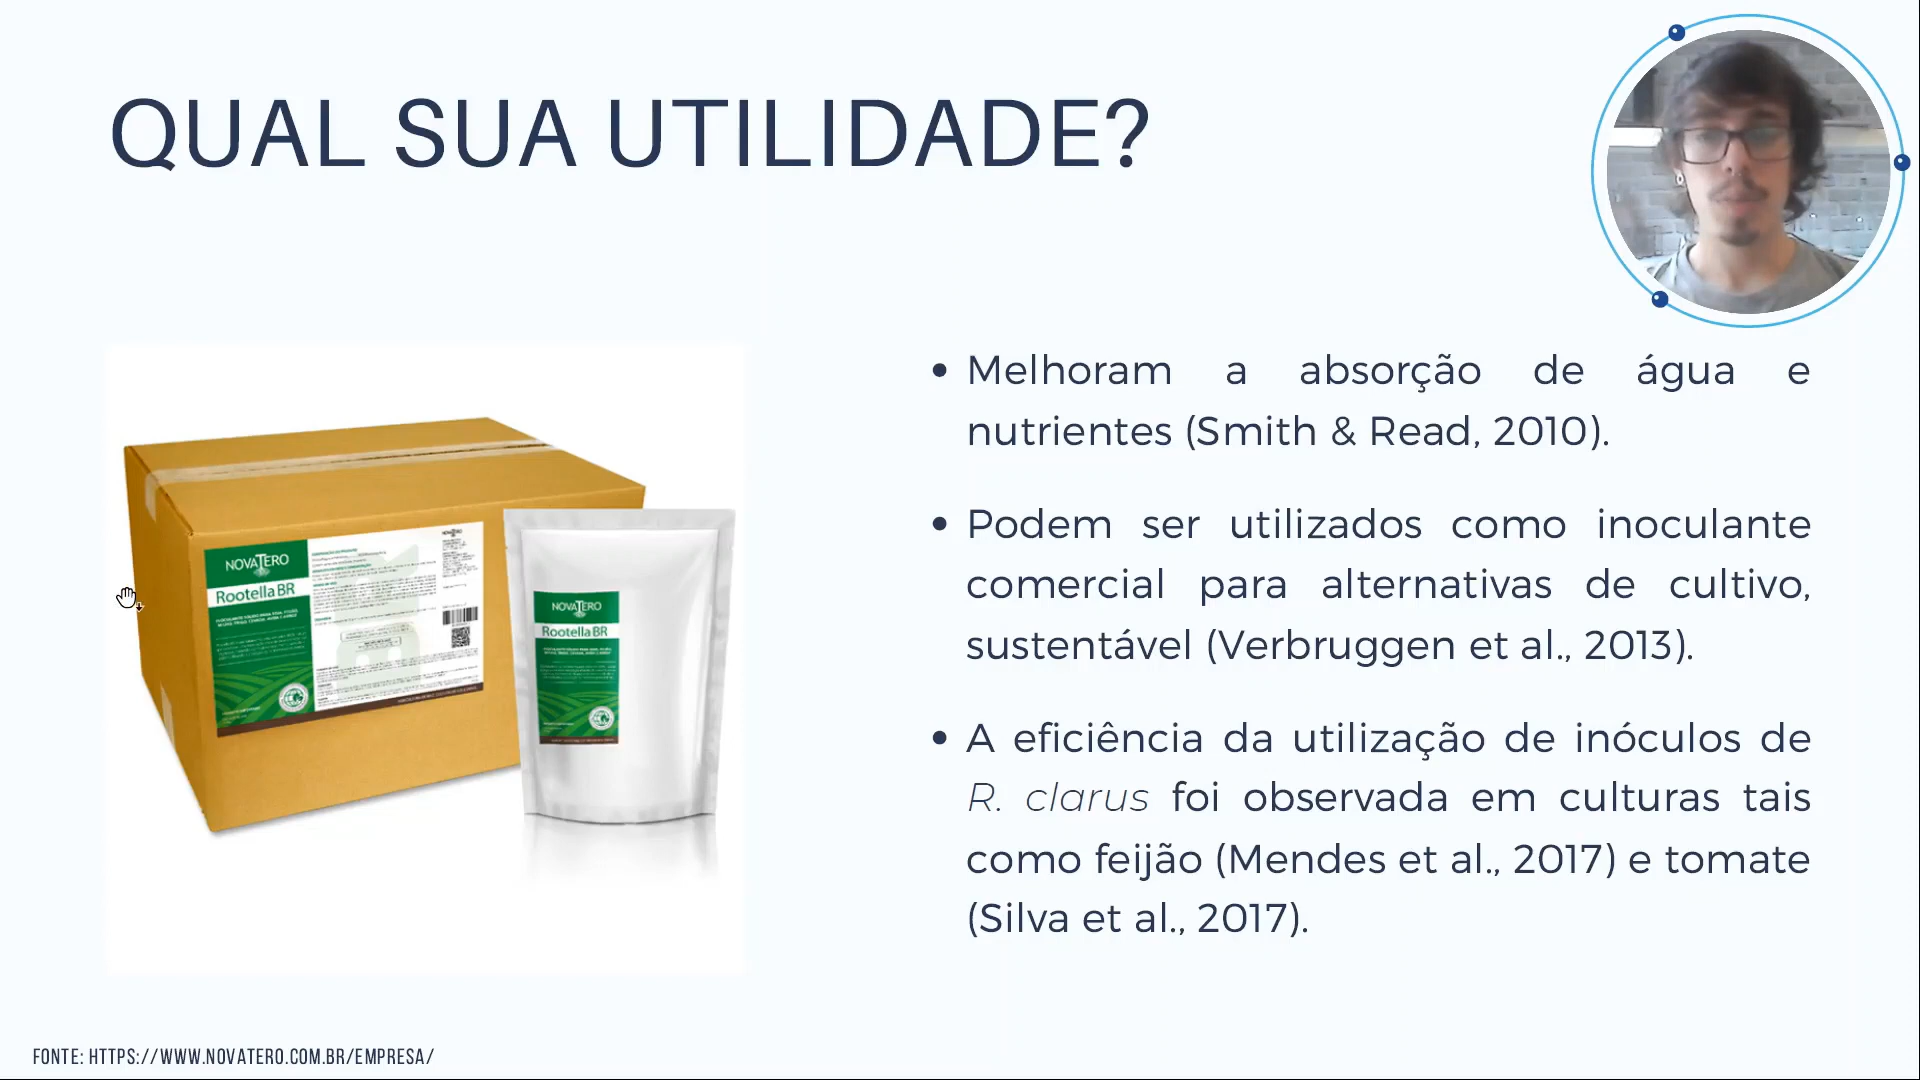 QUAL SUA UTILIDADE?
NOVATERO
Rootella BR
NOVATERO
Rootella BR
• Melhoram a absorção de água e
nutrientes (Smith & Read, 2010).
• Podem ser utilizados como inoculante
comercial para alternativas de cultivo,
sustentável (Verbruggen et al., 2013).
• A eficiência da utilização de inóculos de
R. clarus foi observada em culturas tais
como feijão (Mendes et al., 2017) e tomate
(Silva et al., 2017).
FONTE: HTTPS://WWW.NOVATERO.COM.BR/EMPRESA/